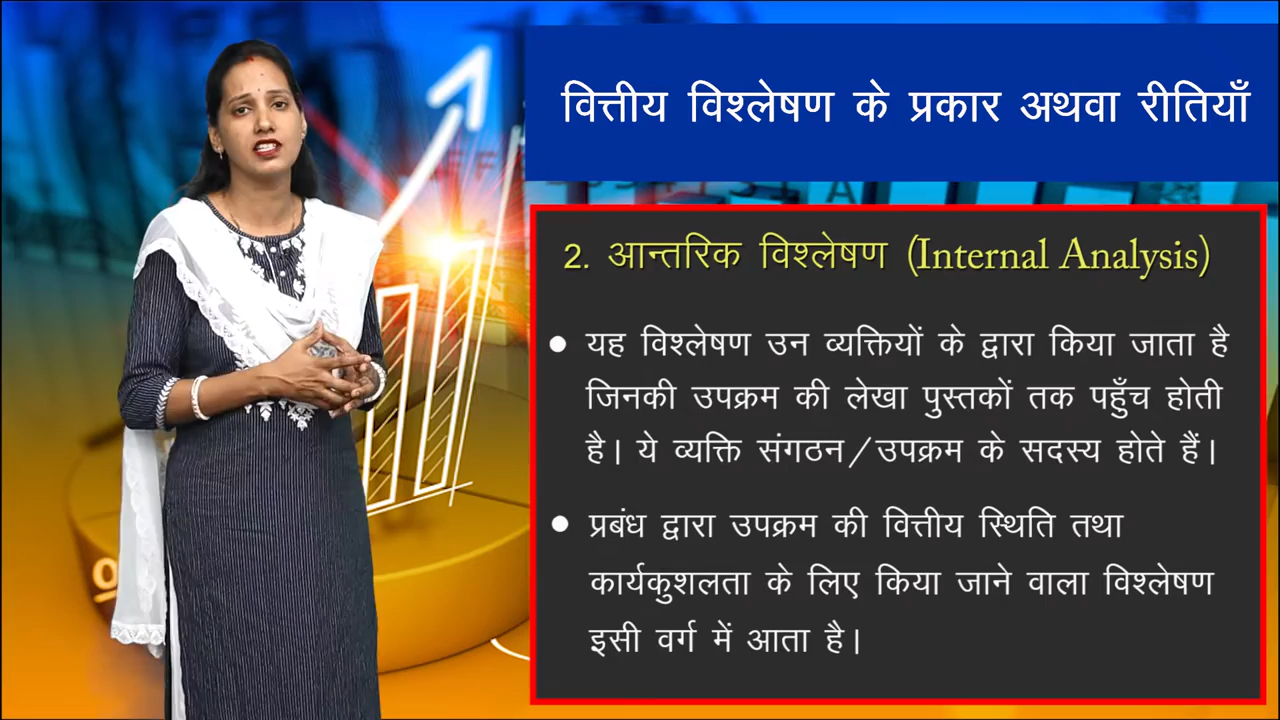 वित्तीय विश्लेषण के प्रकार अथवा रीतियाँ
2. आन्तरिक विश्लेषण (Internal Analysis)
● यह विश्लेषण उन व्यक्तियों के द्वारा किया जाता है
जिनकी उपक्रम की लेखा पुस्तकों तक पहुँच होती
है। ये व्यक्ति संगठन/उपक्रम के सदस्य होते हैं।
● प्रबंध द्वारा उपक्रम की वित्तीय स्थिति तथा
कार्यकुशलता के लिए किया जाने वाला विश्लेषण
इसी वर्ग में आता है।